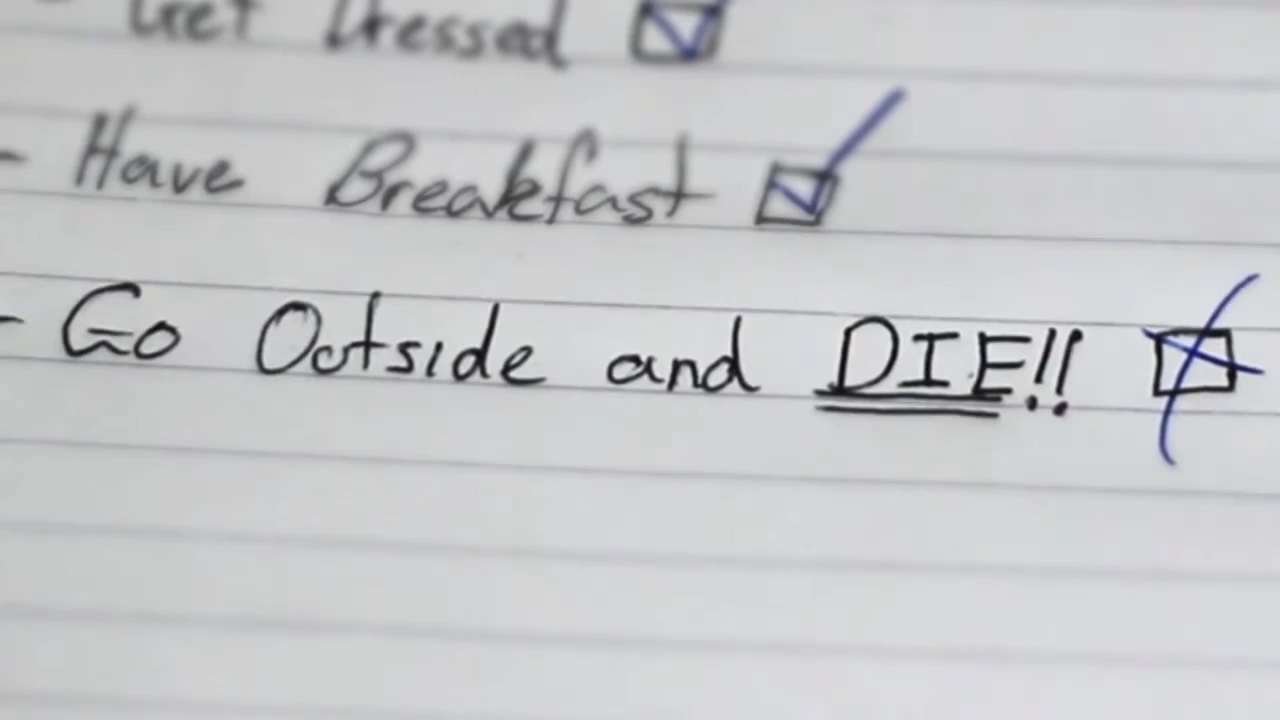 - Get Dressed
- Have Breakfast
- Go Outside and DIE!!